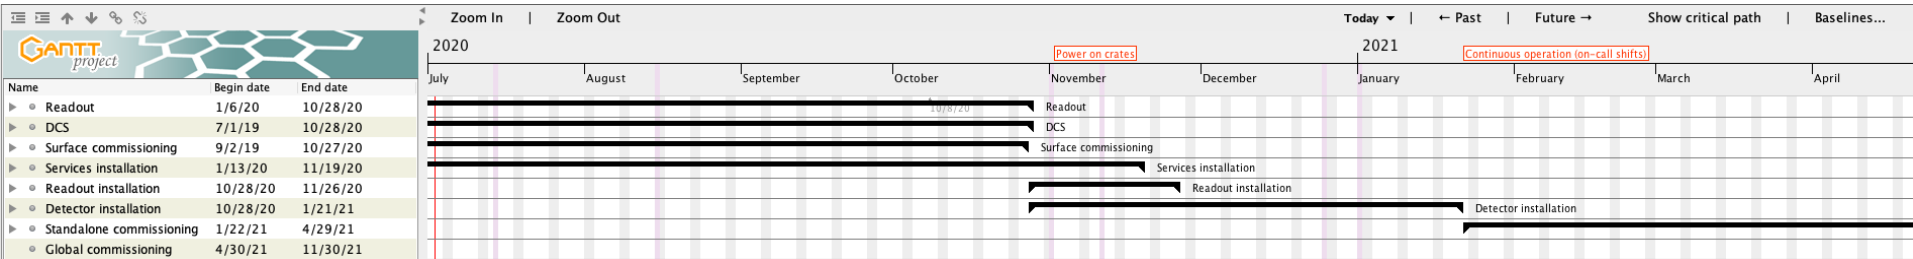 Zoom In | Zoom Out Today | ← Past | Future → Show critical path | Baselines...
GANTT
project
2020 2021
Power on crates Continuous operation (on-call shifts)
July August September October November December January February March April
Name Begin date End date
Readout 1/6/20 10/28/20 10/8/20 Readout
DCS 7/1/19 10/28/20 DCS
Surface commissioning 9/2/19 10/27/20 Surface commissioning
Services installation 1/13/20 11/19/20 Services installation
Readout installation 10/28/20 11/26/20 Readout installation
Detector installation 10/28/20 1/21/21 Detector installation
Standalone commissioning 1/22/21 4/29/21
Global commissioning 4/30/21 11/30/21